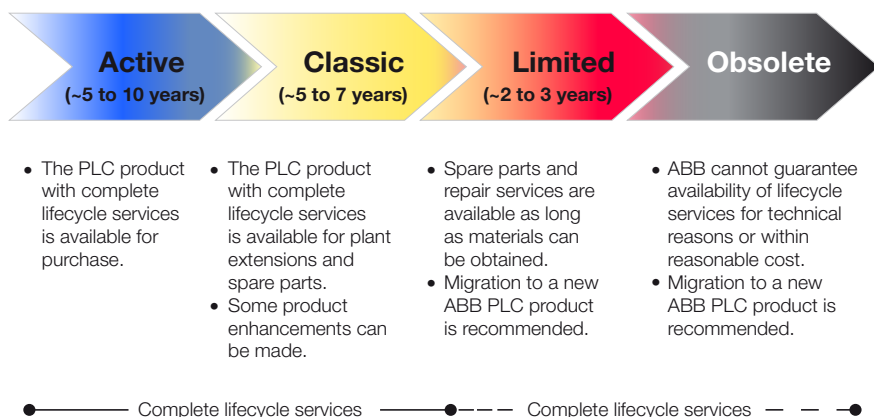 Active
(~5 to 10 years)
Classic
(~5 to 7 years)
Limited
(~2 to 3 years)
Obsolete
• The PLC product
with complete
lifecycle services
is available for
purchase.
• The PLC product
with complete
lifecycle services
is available for plant
extensions and
spare parts.
• Some product
enhancements can
be made.
• Spare parts and
repair services are
available as long
as materials can
be obtained.
• Migration to a new
ABB PLC product
is recommended.
• ABB cannot guarantee
availability of lifecycle
services for technical
reasons or within
reasonable cost.
• Migration to a new
ABB PLC product is
recommended.
Complete lifecycle services
Complete lifecycle services